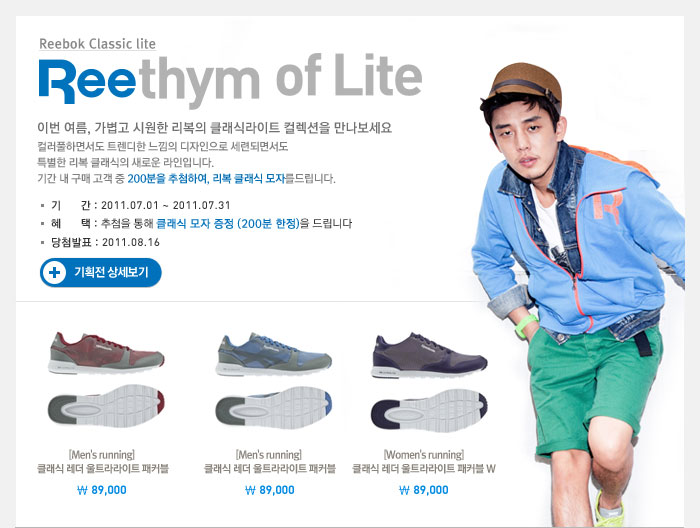 Reebok Classic lite
Reethym of Lite
이번 여름, 가볍고 시원한 리복의 클래식라이트 컬렉션을 만나보세요
컬러풀하면서도 트렌디한 느낌의 디자인으로 세련되면서도
특별한 리복 클래식의 새로운 라인입니다.
기간 내 구매 고객 중 200분을 추첨하여, 리복 클래식 모자를드립니다.
기 간 : 2011.07.01 ~ 2011.07.31
혜 택 : 추첨을 통해 클래식 모자 증정 (200분 한정)을 드립니다
당첨발표 : 2011.08.16
기획전 상세보기
[Men's running] [Men's running] [Women's running]
클래식 레더 울트라라이트 패커블 클래식 레더 울트라라이트 패커블 클래식 레더 울트라라이트 패커블 W
₩ 89,000 ₩ 89,000 ₩ 89,000